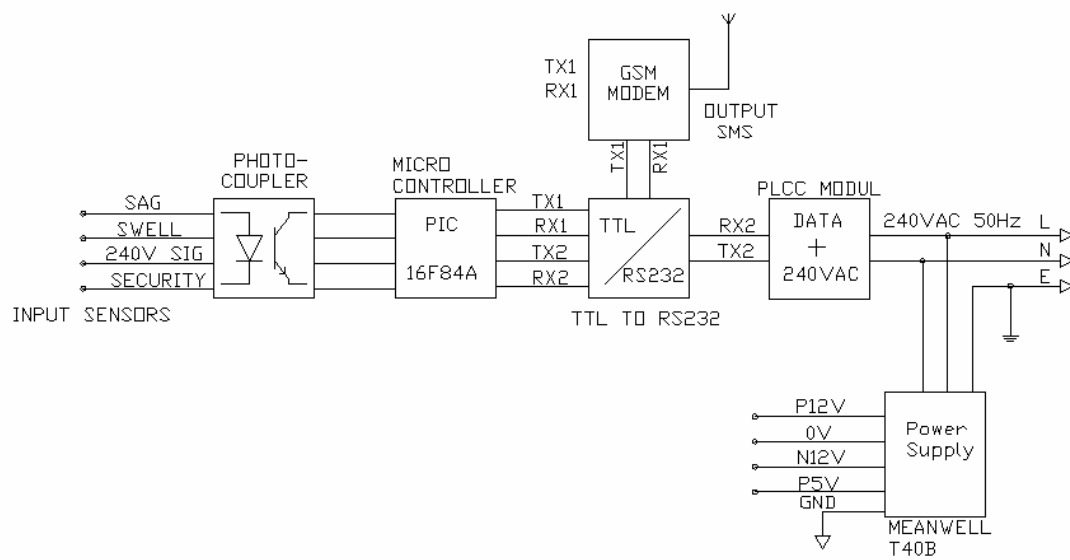 TX1
RX1
GSM
MODEM
OUTPUT
SMS
TX1
RX1
PHOTO-
COUPLER
MICRO
CONTROLLER
PLCC MODUL
SAG
SWELL
240V SIG
SECURITY
INPUT SENSORS
PIC
16F84A
TX1
RX1
TX2
RX2
TTL
RS232
TTL TO RS232
RX2
TX2
DATA
+
240VAC
240VAC 50Hz
L
N
E
P12V
0V
N12V
P5V
GND
Power
Supply
MEANWELL
T40B